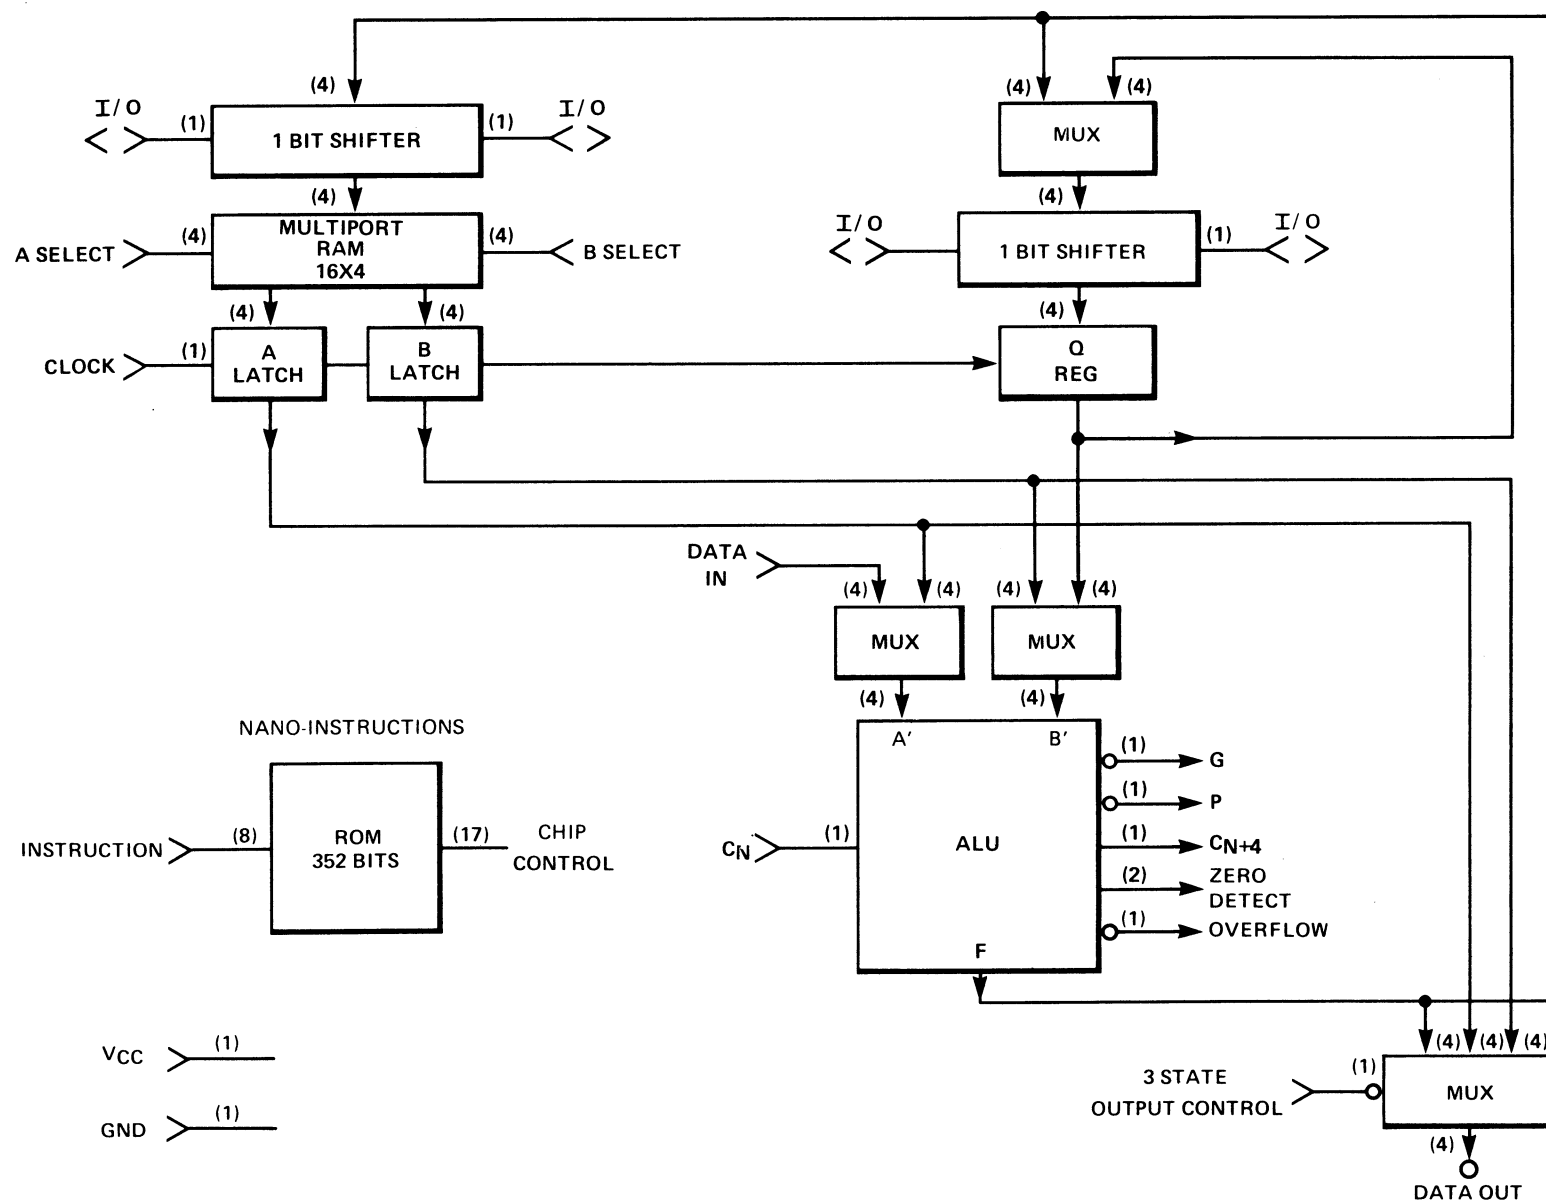 (4)
(4)
(4)
I/O
I/O
(1)
(1)
1 BIT SHIFTER
MUX
(4)
(4)
MULTIPORT
RAM
16X4
A SELECT
(4)
(4)
B SELECT
I/O
I/O
(1)
1 BIT SHIFTER
(4)
(4)
(4)
CLOCK
(1)
A
LATCH
B
LATCH
Q
REG
DATA
IN
(4)
(4)
(4)
(4)
MUX
MUX
(4)
(4)
NANO-INSTRUCTIONS
A'
B'
(1)
G
(1)
P
INSTRUCTION
(8)
ROM
352 BITS
(17)
CHIP
CONTROL
CN
(1)
ALU
(1)
CN+4
(2)
ZERO
DETECT
(1)
OVERFLOW
F
VCC
(1)
GND
(1)
(4)
(4)
(4)
3 STATE
OUTPUT CONTROL
(1)
MUX
(4)
DATA OUT